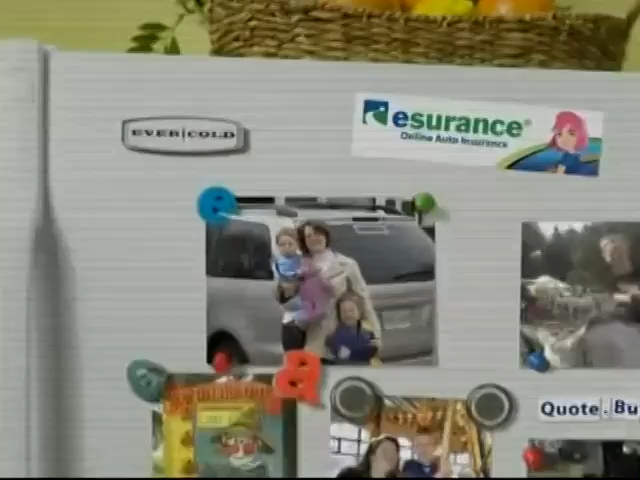 EVER COLD
esurance®
Online Auto Insurance
e
a
Quote. Bu